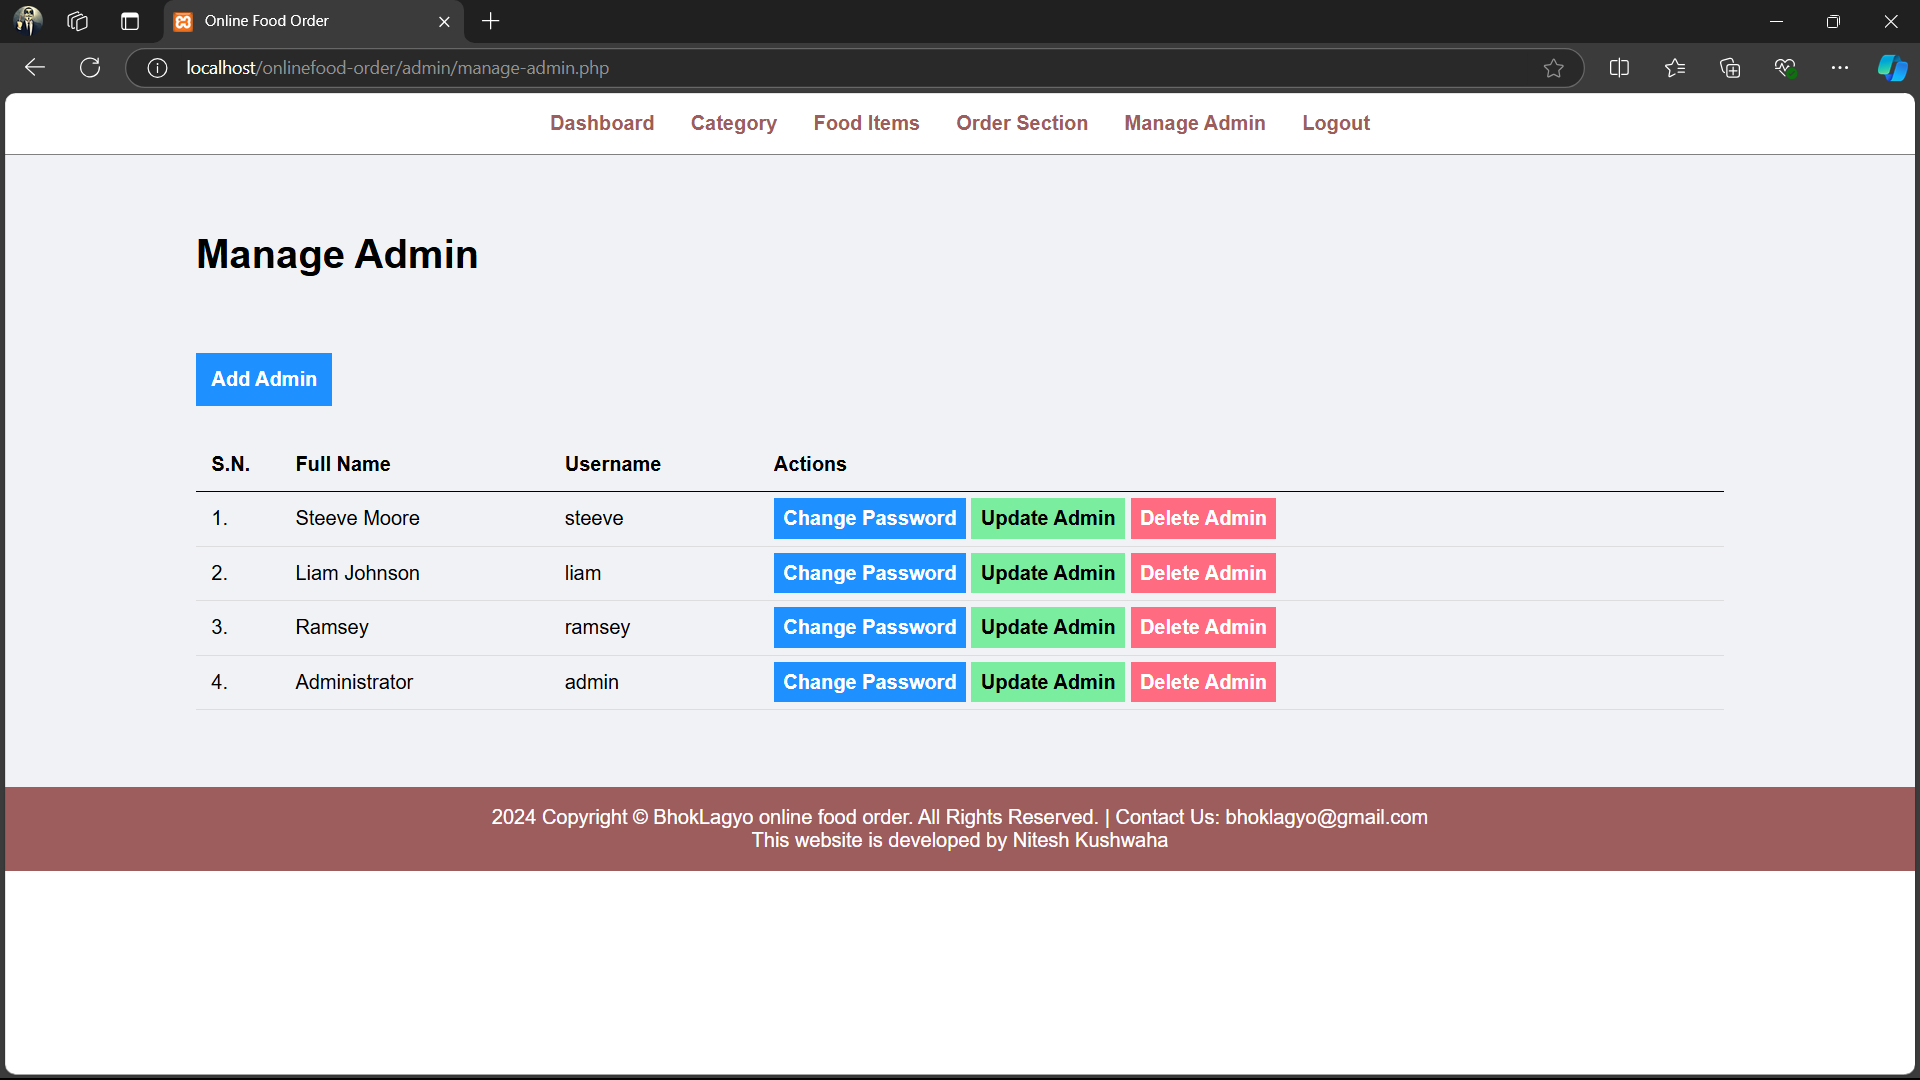 Online Food Order
localhost/onlinefood-order/admin/manage-admin.php
Dashboard Category Food Items Order Section Manage Admin Logout
Manage Admin
Add Admin
S.N. Full Name Username Actions
1. Steeve Moore steeve Change Password Update Admin Delete Admin
2. Liam Johnson liam Change Password Update Admin Delete Admin
3. Ramsey ramsey Change Password Update Admin Delete Admin
4. Administrator admin Change Password Update Admin Delete Admin
2024 Copyright © BhokLagyo online food order. All Rights Reserved. | Contact Us: bhoklagyo@gmail.com
This website is developed by Nitesh Kushwaha